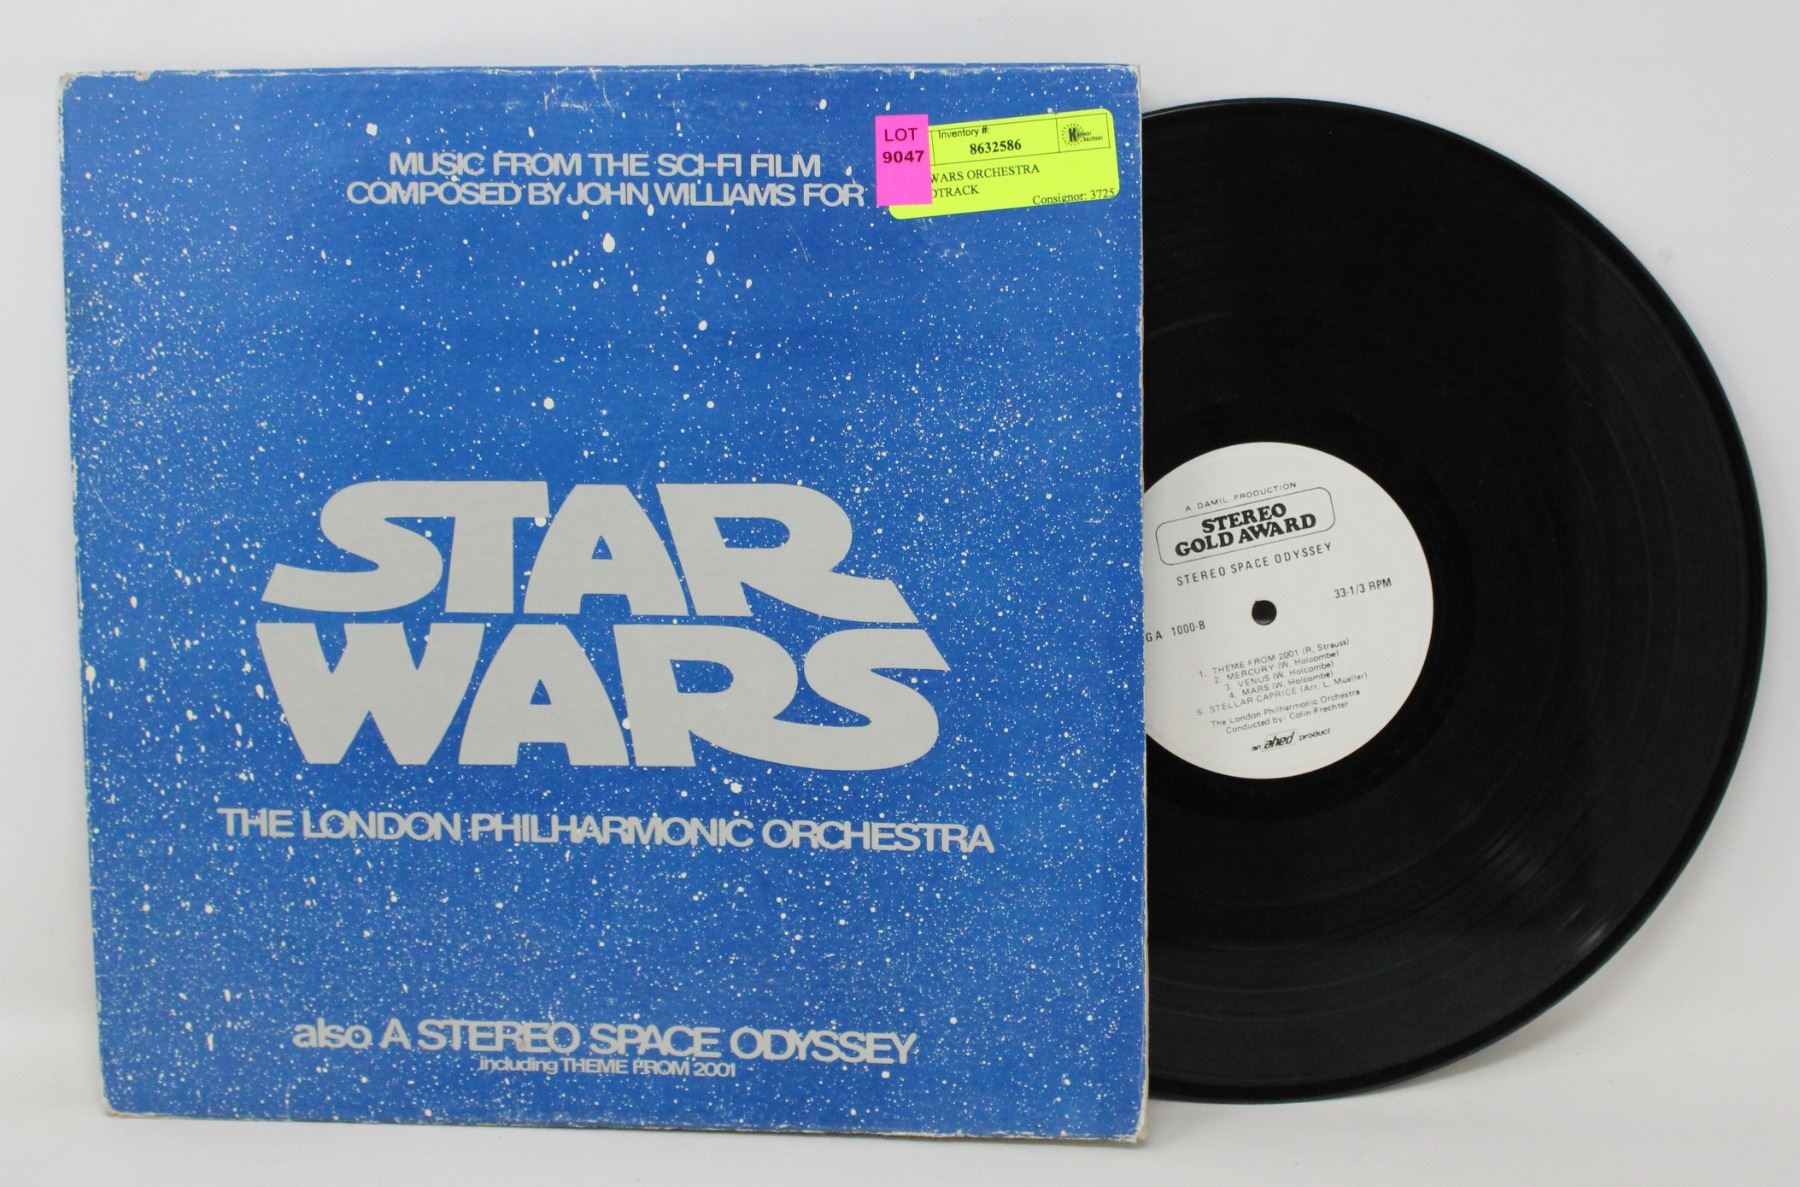 MUSIC FROM THE SCI-FI FILM
COMPOSED BY JOHN WILLIAMS FOR
LOT
9047
Inventory #:
8632586
WARS ORCHESTRA
OTRACK
Consignor: 3725
STAR
WARS
THE LONDON PHILHARMONIC ORCHESTRA
also A STEREO SPACE ODYSSEY
including THEME FROM 2001
A DAMIL PRODUCTION
STEREO
GOLD AWARD
STEREO SPACE ODYSSEY
33-1/3 RPM
GA 1000-B
1. THEME FROM 2001 (R. Strauss)
2. MERCURY (W. Holcombe)
3. VENUS (W. Holcombe)
4. MARS (W. Holcombe)
5. STELLAR CAPRICE (Arr. L. Mueller)
The London Philharmonic Orchestra
Conducted by: Colin Frechter
an ahed product